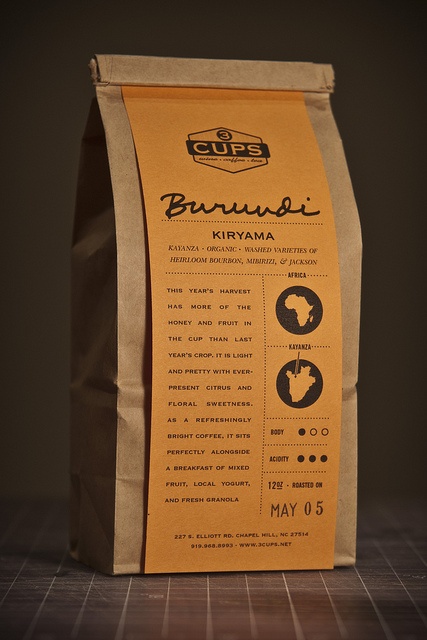 3
CUPS
Burundi
KIRYAMA
KAYANZA · ORGANIC · WASHED VARIETIES OF
HEIRLOOM BOURBON, MIBIRIZI, & JACKSON
THIS YEAR'S HARVEST
HAS MORE OF THE
HONEY AND FRUIT IN
THE CUP THAN LAST
YEAR'S CROP. IT IS LIGHT
AND PRETTY WITH EVER-
PRESENT CITRUS AND
FLORAL SWEETNESS.
AS A REFRESHINGLY
BRIGHT COFFEE, IT SITS
PERFECTLY ALONGSIDE
A BREAKFAST OF MIXED
FRUIT, LOCAL YOGURT,
AND FRESH GRANOLA
AFRICA
KAYANZA
BODY
ACIDITY
12oz · ROASTED ON
MAY 05
227 S. ELLIOTT RD. CHAPEL HILL, NC 27514
919.968.8993 · WWW.3CUPS.NET